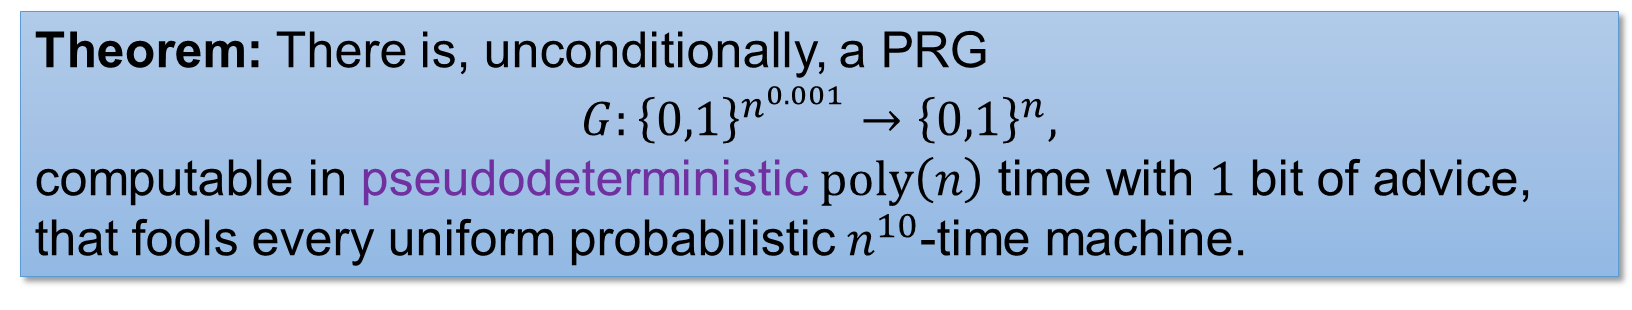 Theorem: There is, unconditionally, a PRG
G: {0,1}^{n^{0.001}} → {0,1}^n,
computable in pseudodeterministic poly(n) time with 1 bit of advice,
that fools every uniform probabilistic n^{10}-time machine.